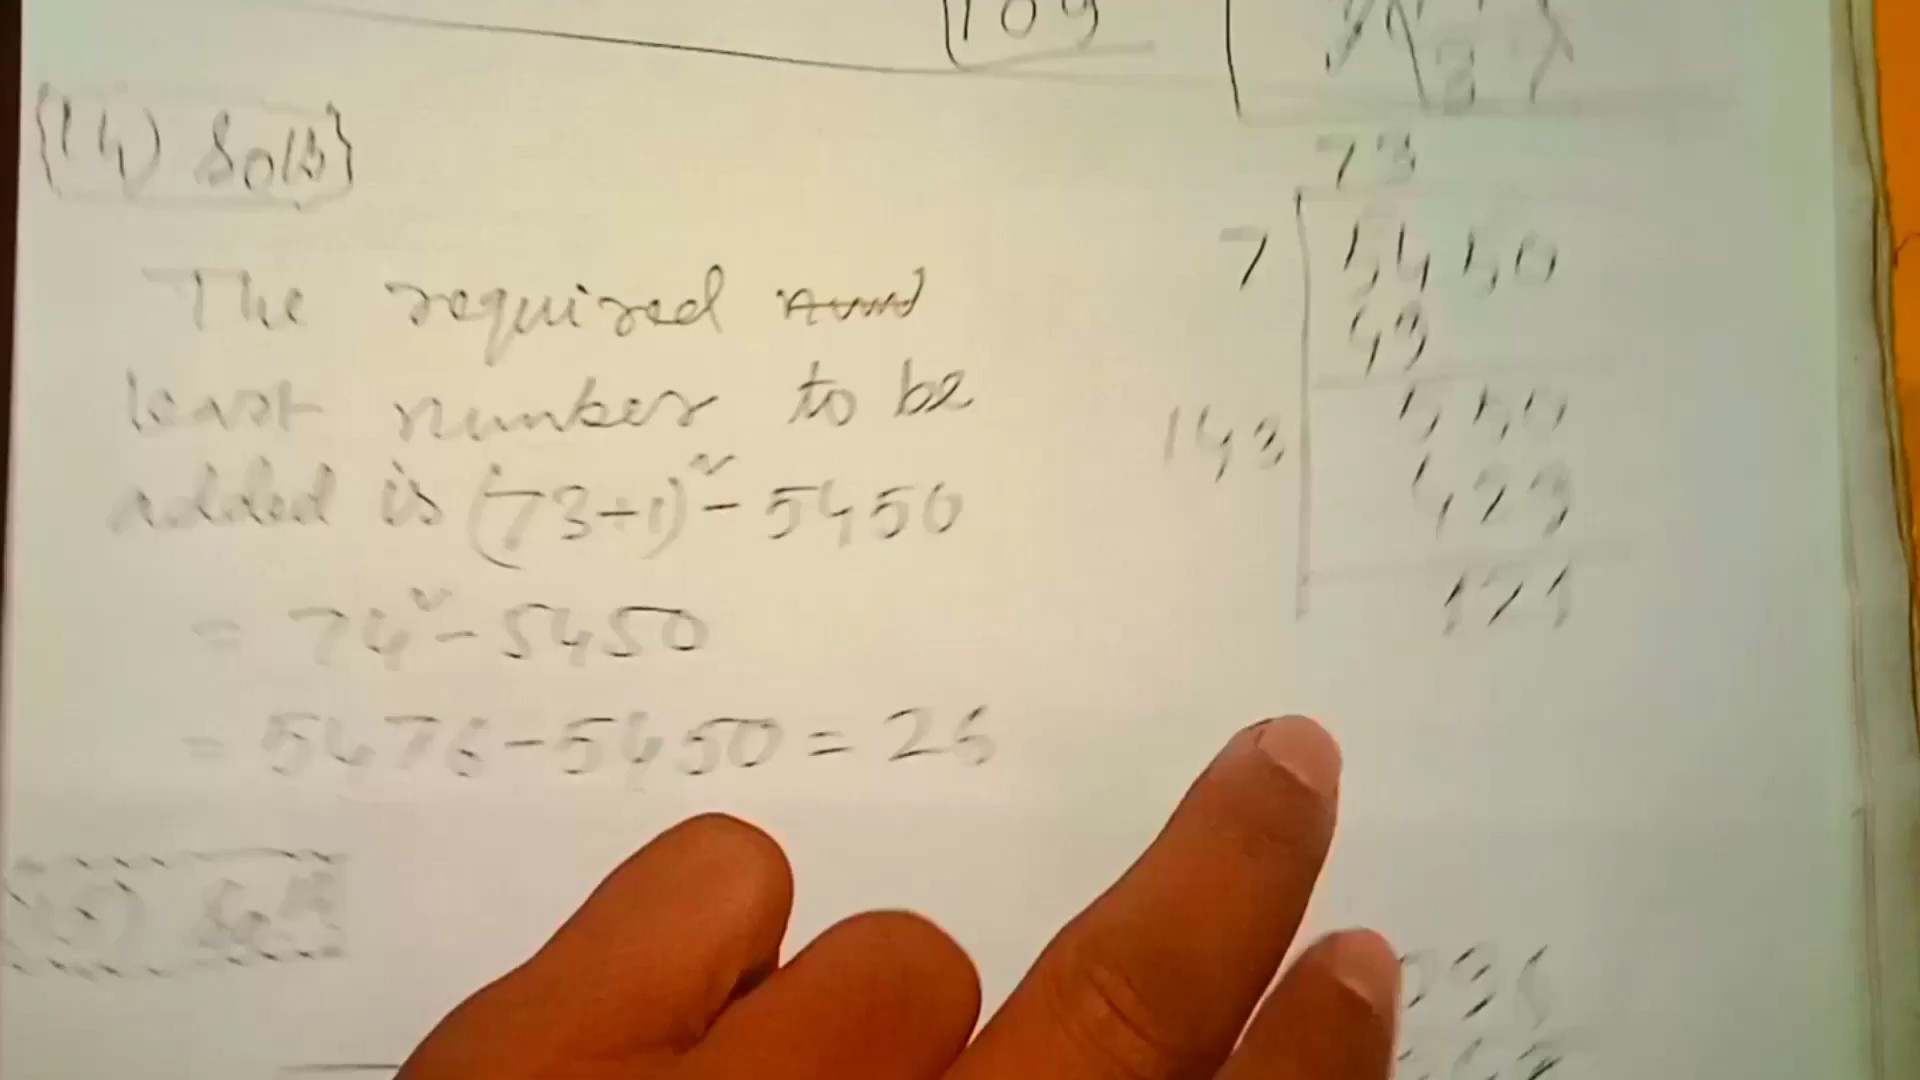 109
(14) Soln
73
7 5450
49
143 550
429
121
The required
least number to be
added is (73+1)² - 5450
= 74² - 5450
= 5476 - 5450 = 26